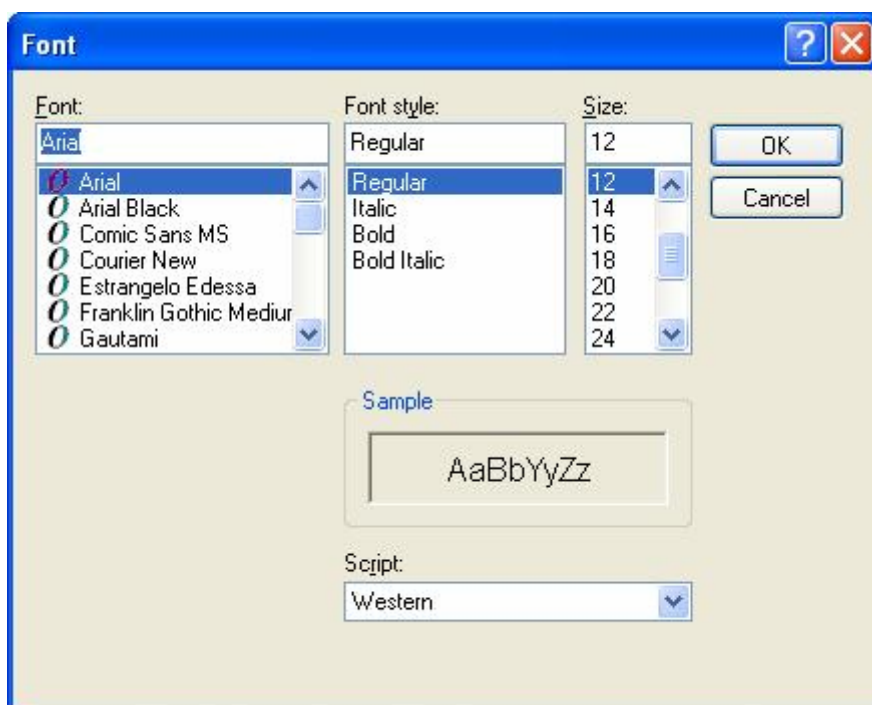 Font
Font:
Arial
Arial
Arial Black
Comic Sans MS
Courier New
Estrangelo Edessa
Franklin Gothic Mediur
Gautami
Font style:
Regular
Regular
Italic
Bold
Bold Italic
Size:
12
12
14
16
18
20
22
24
OK
Cancel
Sample
AaBbYyZz
Script:
Western